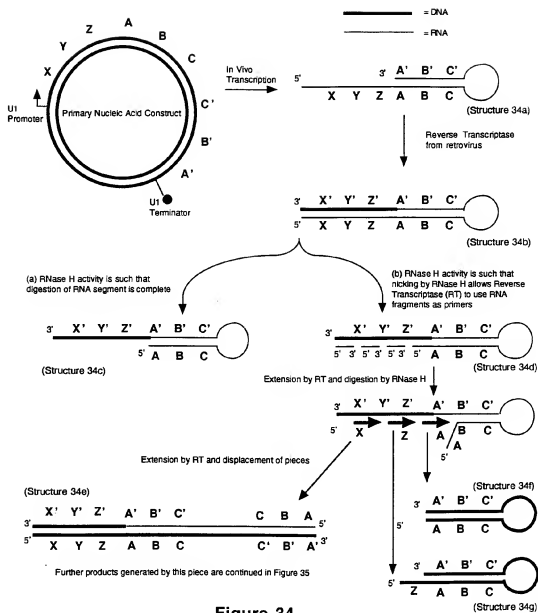 = DNA
= RNA
X Y Z A B C C' B' A'
U1
Promoter
Primary Nucleic Acid Construct
U1
Terminator
In Vivo
Transcription
3' A' B' C'
5'
X Y Z A B C
(Structure 34a)
Reverse Transcriptase
from retrovirus
X' Y' Z' A' B' C'
3'
5'
X Y Z A B C
(Structure 34b)
(a) RNase H activity is such that
digestion of RNA segment is complete
(b) RNase H activity is such that
nicking by RNase H allows Reverse
Transcriptase (RT) to use RNA
fragments as primers
X' Y' Z' A' B' C'
3'
5' A B C
(Structure 34c)
X' Y' Z' A' B' C'
3'
5' 3' 5' 3' 5' 3' 5' A B C
(Structure 34d)
Extension by RT and digestion by RNase H
X' Y' Z' A' B' C'
3'
5' X Z A B C
A
5'
Extension by RT and displacement of pieces
(Structure 34e)
X' Y' Z' A' B' C' C B A
3' 5'
5' 3'
X Y Z A B C C' B' A'
Further products generated by this piece are continued in Figure 35
(Structure 34f)
A' B' C'
3'
5'
A B C
A' B' C'
3'
5'
Z A B C
(Structure 34g)
Figure 34